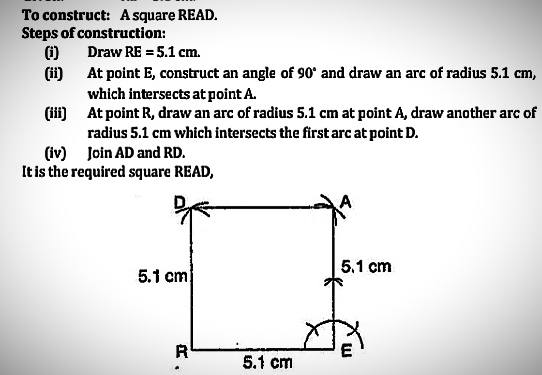 To construct: A square READ.
Steps of construction:
(i) Draw RE = 5.1 cm.
(ii) At point E, construct an angle of 90° and draw an arc of radius 5.1 cm,
which intersects at point A.
(iii) At point R, draw an arc of radius 5.1 cm at point A, draw another arc of
radius 5.1 cm which intersects the first arc at point D.
(iv) Join AD and RD.
It is the required square READ,
D A
5.1 cm 5.1 cm
R E
5.1 cm